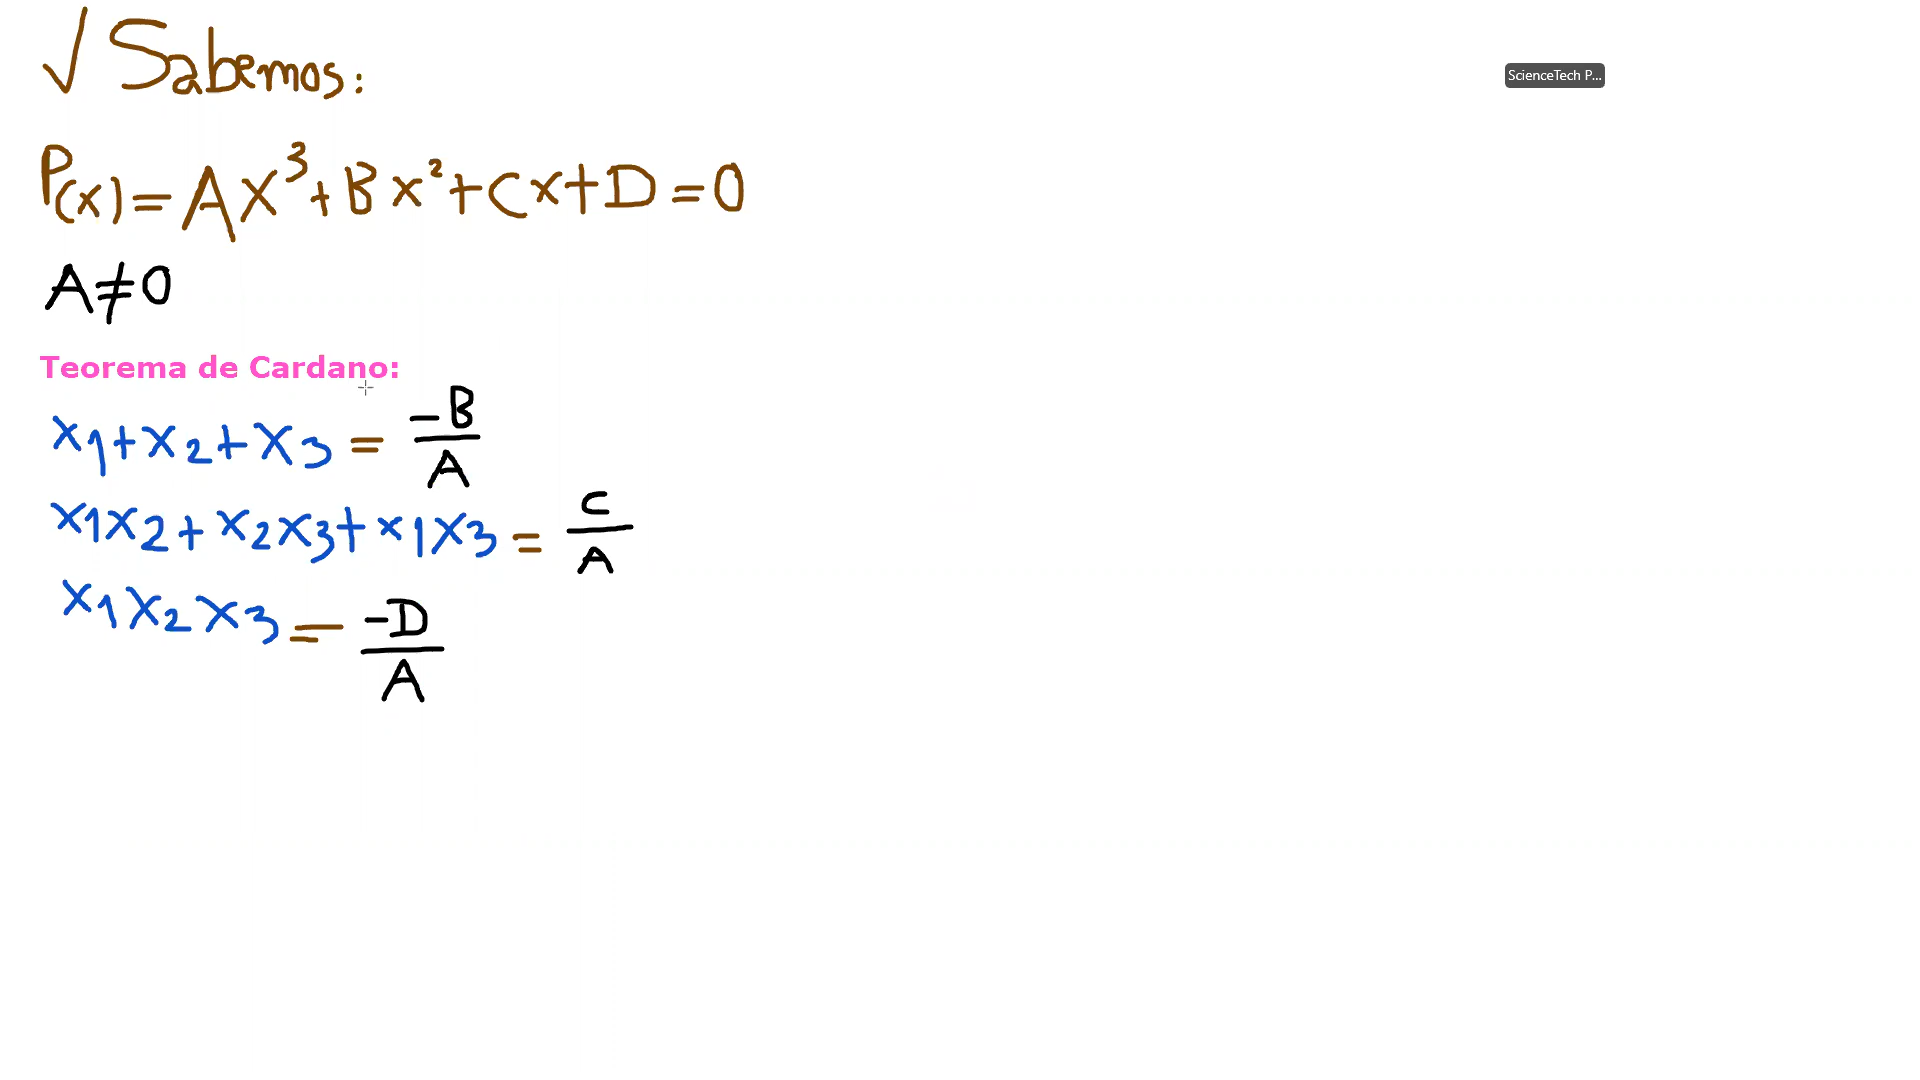 √ Sabemos:
P(x) = Ax³ + Bx² + Cx + D = 0
A ≠ 0
Teorema de Cardano:
x1 + x2 + x3 = -B/A
x1x2 + x2x3 + x1x3 = C/A
x1x2x3 = -D/A
ScienceTech P...